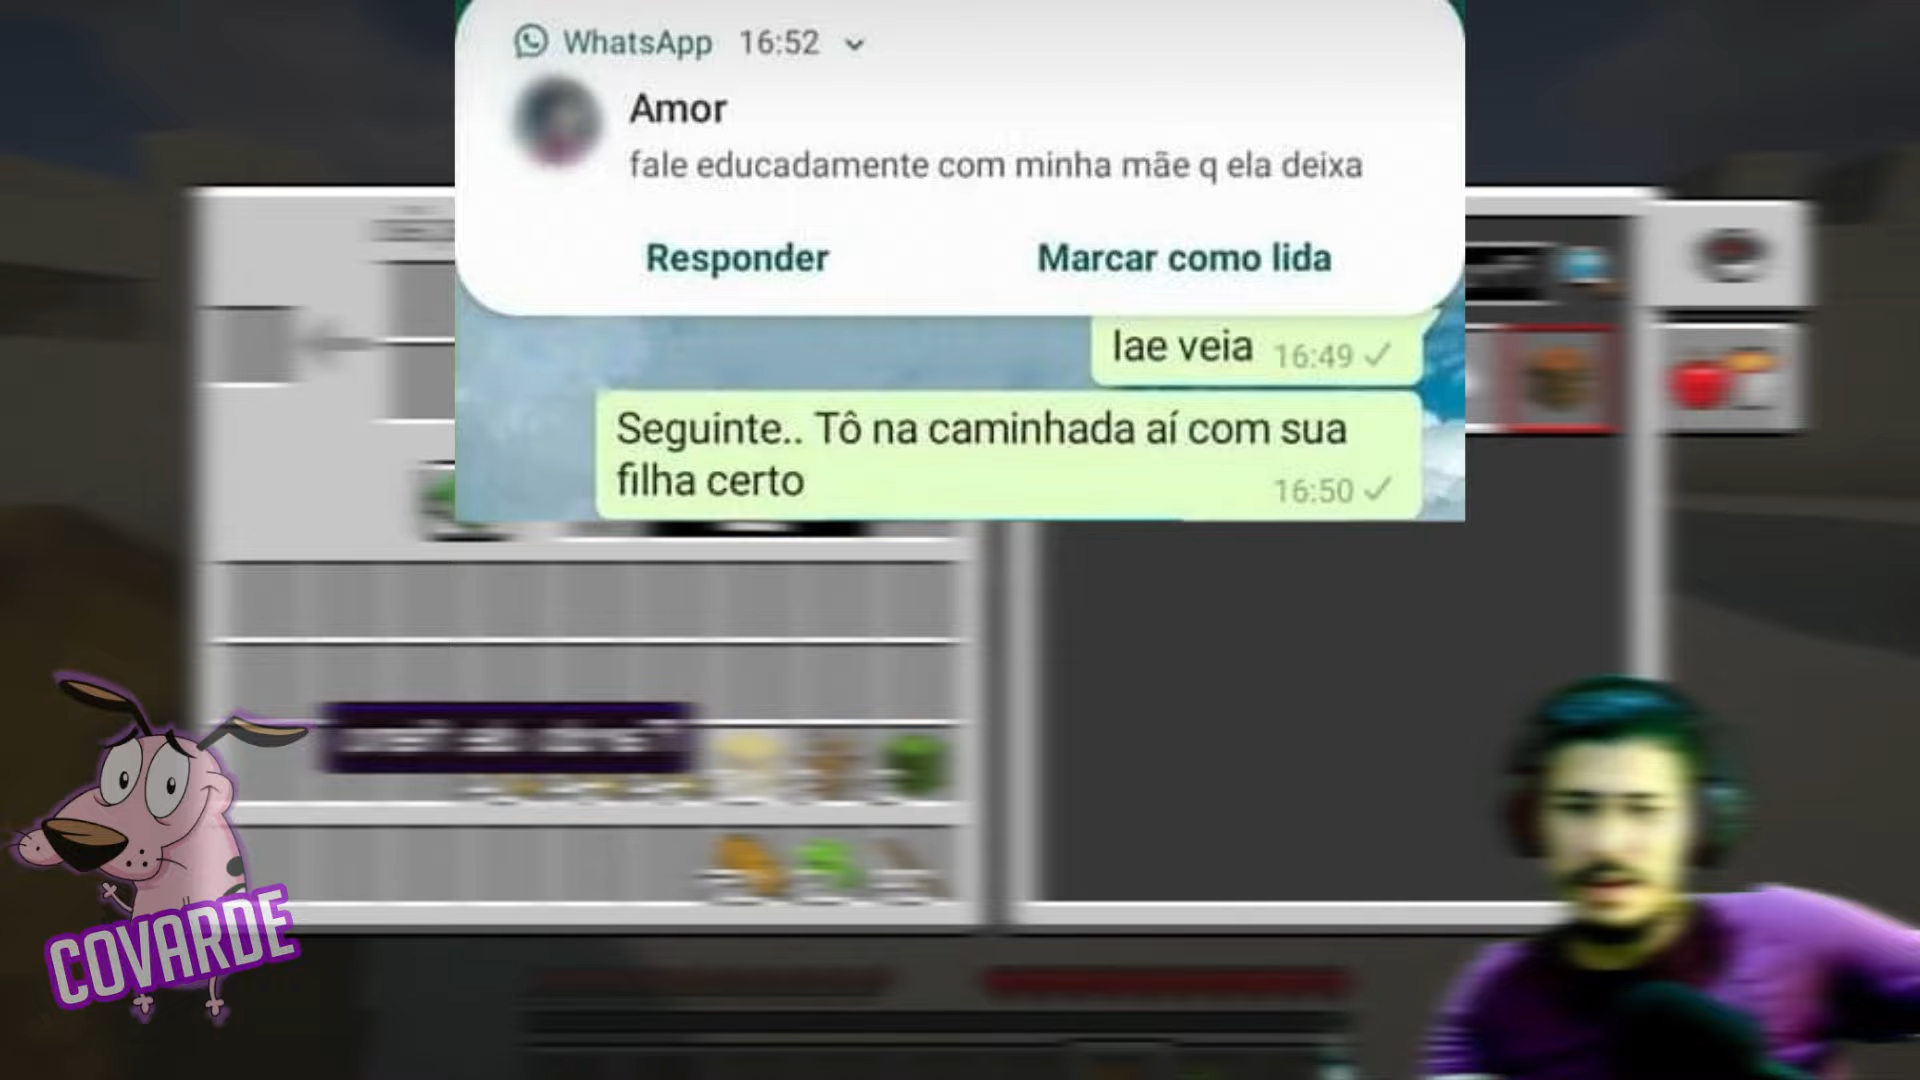 WhatsApp 16:52
Amor
fale educadamente com minha mãe q ela deixa
Responder Marcar como lida
Iae veia 16:49
Seguinte.. Tô na caminhada aí com sua
filha certo 16:50
COVARDE